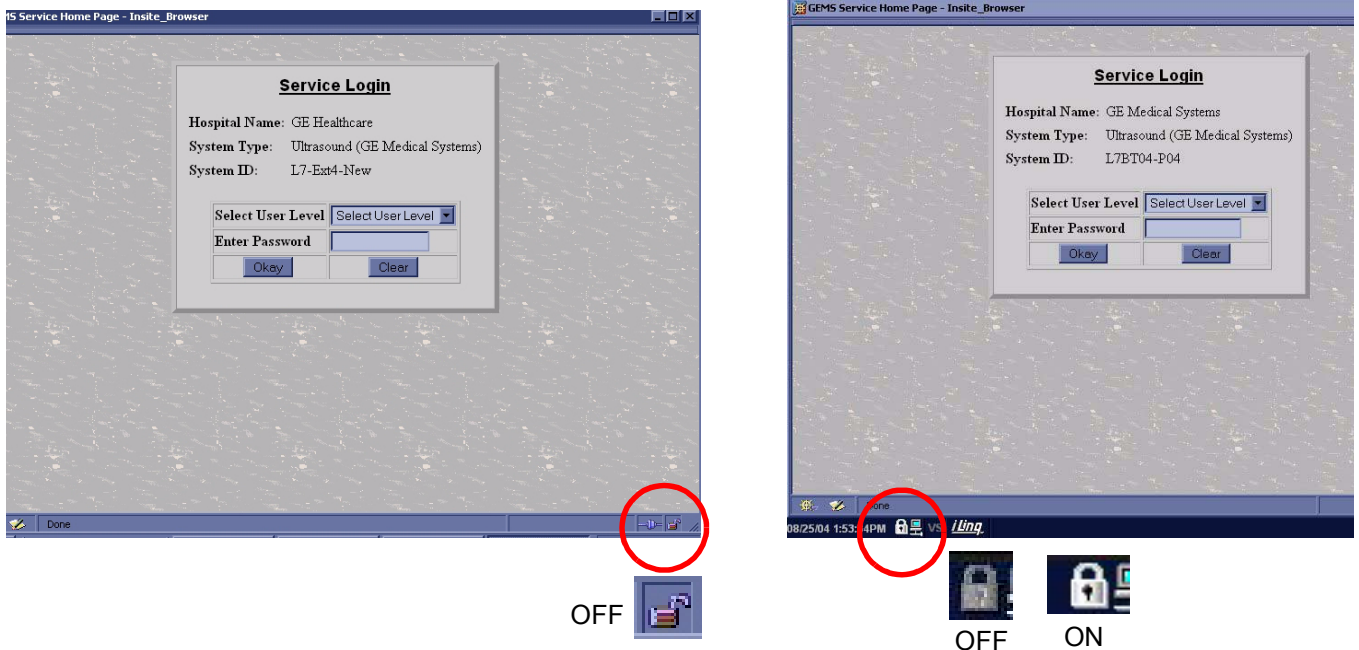 MS Service Home Page - Insite_Browser
Service Login
Hospital Name: GE Healthcare
System Type: Ultrasound (GE Medical Systems)
System ID: L7-Ext4-New
Select User Level Select User Level
Enter Password
Okay Clear
Done
OFF
GEMS Service Home Page - Insite_Browser
Service Login
Hospital Name: GE Medical Systems
System Type: Ultrasound (GE Medical Systems)
System ID: L7BT04-P04
Select User Level Select User Level
Enter Password
Okay Clear
Done
08/25/04 1:53: 4PM VS iLinq
OFF ON